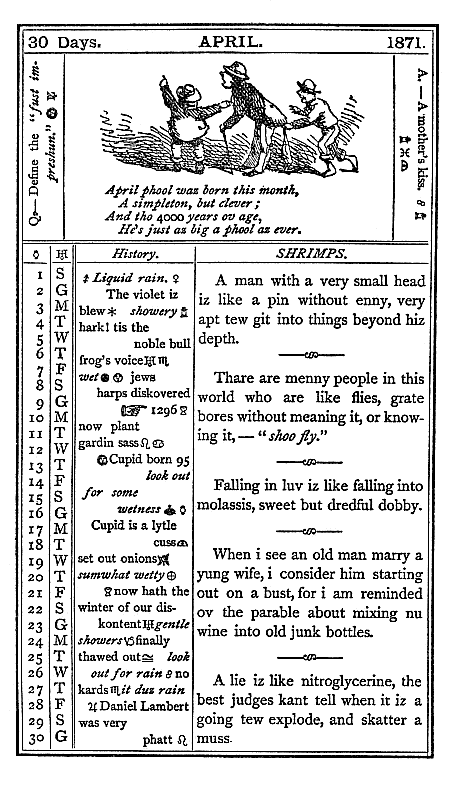 30 Days. APRIL. 1871.
Q.— Define the "fust im-
preshun."
A. — A mother's kiss.
April phool waz born this month,
A simpleton, but clever;
And tho 4000 years ov age,
He's just az big a phool az ever.
History.
SHRIMPS.
1 S
2 G
3 M
4 T
5 W
6 T
7 F
8 S
9 G
10 M
11 T
12 W
13 T
14 F
15 S
16 G
17 M
18 T
19 W
20 T
21 F
22 S
23 G
24 M
25 T
26 W
27 T
28 F
29 S
30 G
Liquid rain. ♀
The violet iz
blew * showery
hark! tis the
noble bull
frog's voice ♏
wet jews
harps diskovered
☞ 1296
now plant
gardin sass ♌ ♋
Cupid born 95
look out
for some
wetness
Cupid is a lytle
cuss
set out onions
sumwhat wetty ⊕
now hath the
winter of our dis-
kontent gentle
showers finally
thawed out look
out for rain no
kards ♏ it duz rain
♃ Daniel Lambert
was very
phatt ♌
A man with a very small head
iz like a pin without enny, very
apt tew git into things beyond hiz
depth.
Thare are menny people in this
world who are like flies, grate
bores without meaning it, or know-
ing it, — "shoo fly."
Falling in luv iz like falling into
molassis, sweet but dredful dobby.
When i see an old man marry a
yung wife, i consider him starting
out on a bust, for i am reminded
ov the parable about mixing nu
wine into old junk bottles.
A lie iz like nitroglycerine, the
best judges kant tell when it iz a
going tew explode, and skatter a
muss.